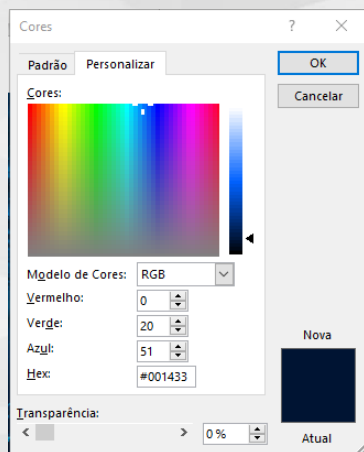 Cores
?
Padrão Personalizar
OK
Cancelar
Cores:
Modelo de Cores: RGB
Vermelho: 0
Verde: 20
Azul: 51
Hex: #001433
Nova
Transparência:
0 %
Atual